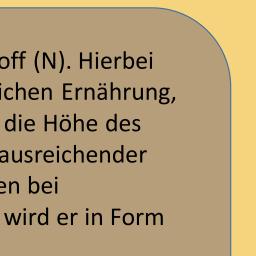 off (N). Hierbei
ichen Ernährung,
die Höhe des
ausreichender
en bei
wird er in Form